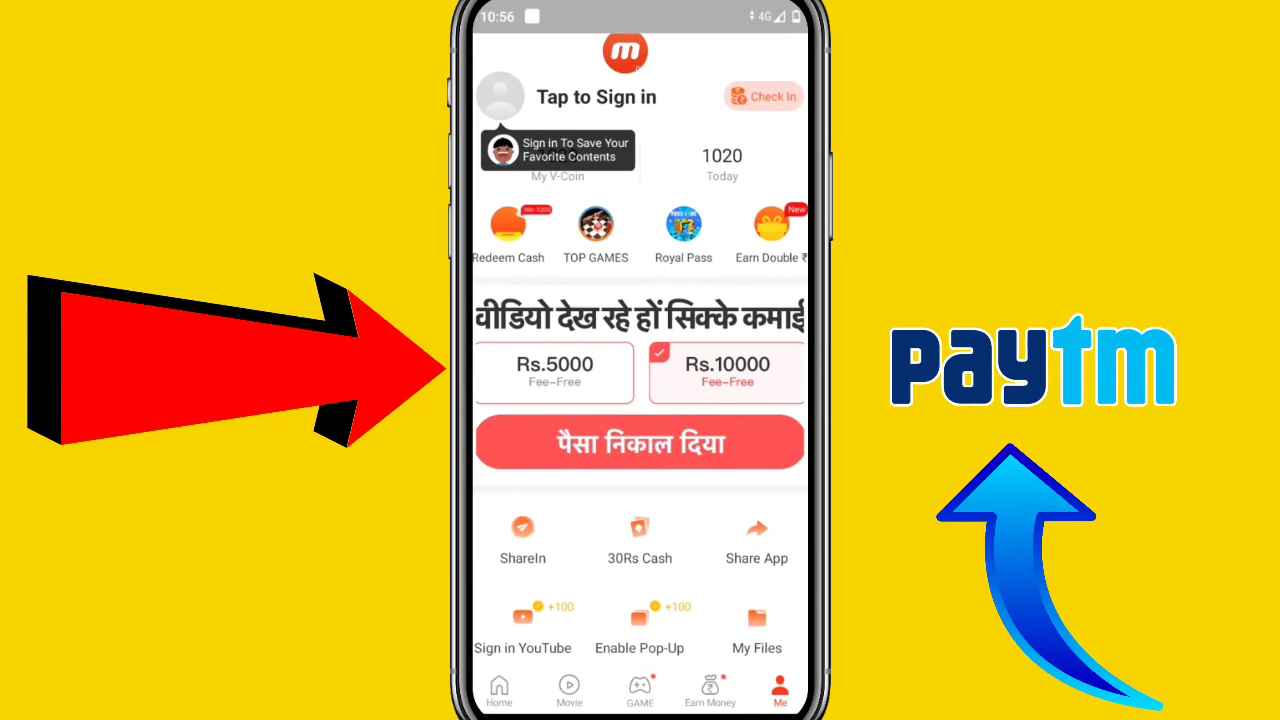 10:56
4G
m
Tap to Sign in
Check In
Sign in To Save Your
Favorite Contents
1020
My V-Coin
Today
Win ₹200
New
Redeem Cash
TOP GAMES
Royal Pass
Earn Double ₹
वीडियो देख रहे हों सिक्के कमाई
Rs.5000
Fee-Free
Rs.10000
Fee-Free
पैसा निकाल दिया
paytm
ShareIn
30Rs Cash
Share App
+100
+100
Sign in YouTube
Enable Pop-Up
My Files
Home
Movie
GAME
Earn Money
Me